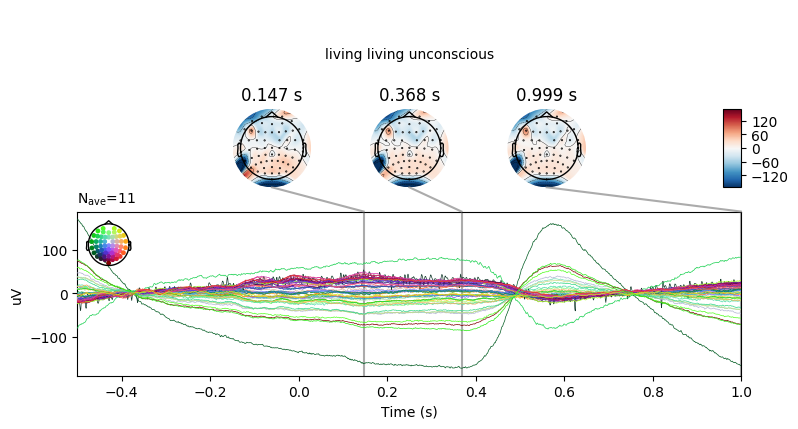 living living unconscious
0.147 s 0.368 s 0.999 s
120
60
0
−60
−120
Nave=11
100
0
−100
uV
−0.4 −0.2 0.0 0.2 0.4 0.6 0.8 1.0
Time (s)